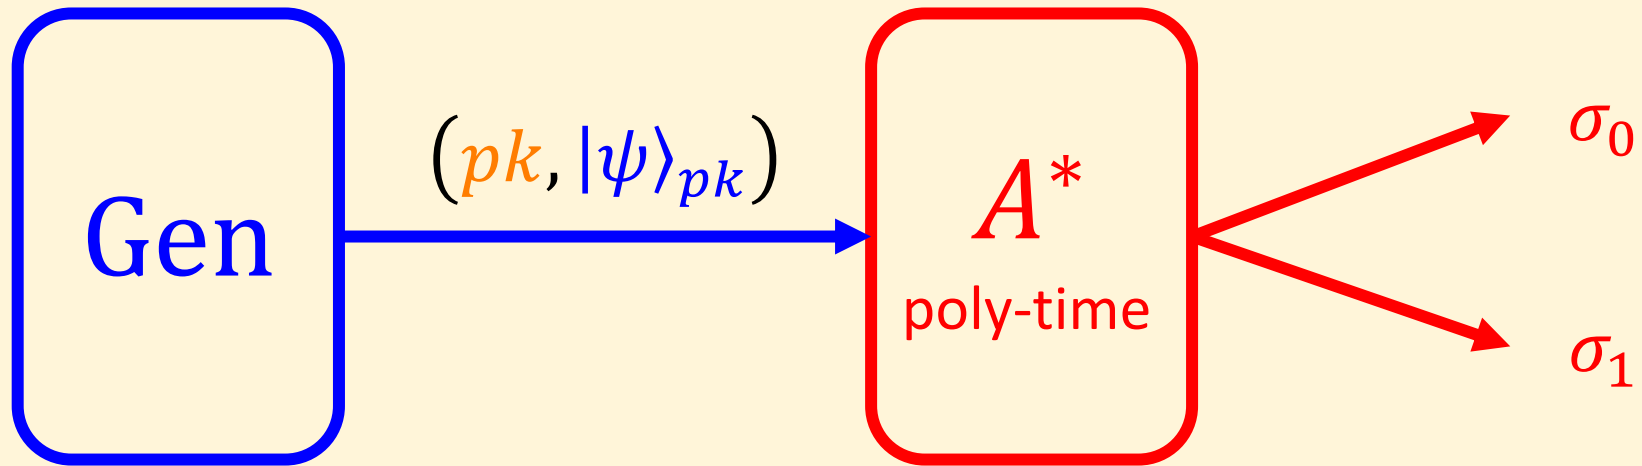 Gen
(pk, |ψ⟩pk)
A*
poly-time
σ0
σ1